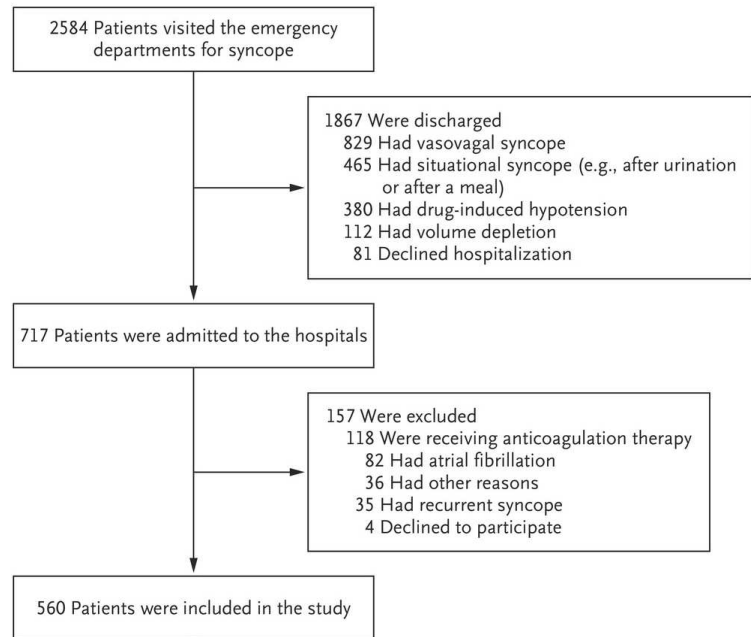 2584 Patients visited the emergency
departments for syncope
1867 Were discharged
829 Had vasovagal syncope
465 Had situational syncope (e.g., after urination
or after a meal)
380 Had drug-induced hypotension
112 Had volume depletion
81 Declined hospitalization
717 Patients were admitted to the hospitals
157 Were excluded
118 Were receiving anticoagulation therapy
82 Had atrial fibrillation
36 Had other reasons
35 Had recurrent syncope
4 Declined to participate
560 Patients were included in the study